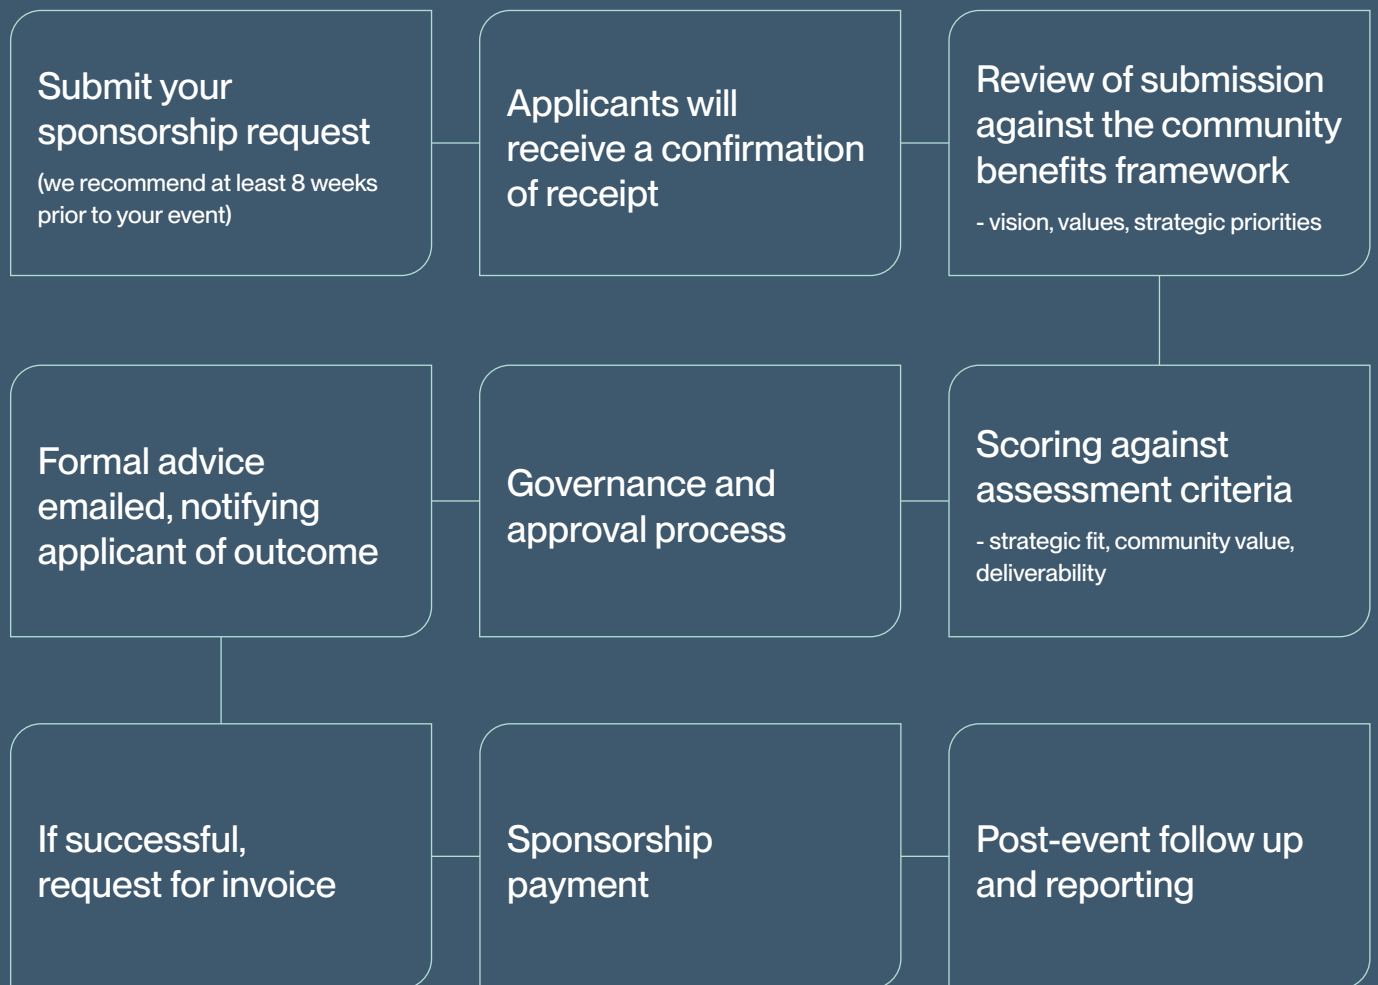 Submit your
sponsorship request
(we recommend at least 8 weeks
prior to your event)
Applicants will
receive a confirmation
of receipt
Review of submission
against the community
benefits framework
- vision, values, strategic priorities
Scoring against
assessment criteria
- strategic fit, community value,
deliverability
Governance and
approval process
Formal advice
emailed, notifying
applicant of outcome
If successful,
request for invoice
Sponsorship
payment
Post-event follow up
and reporting